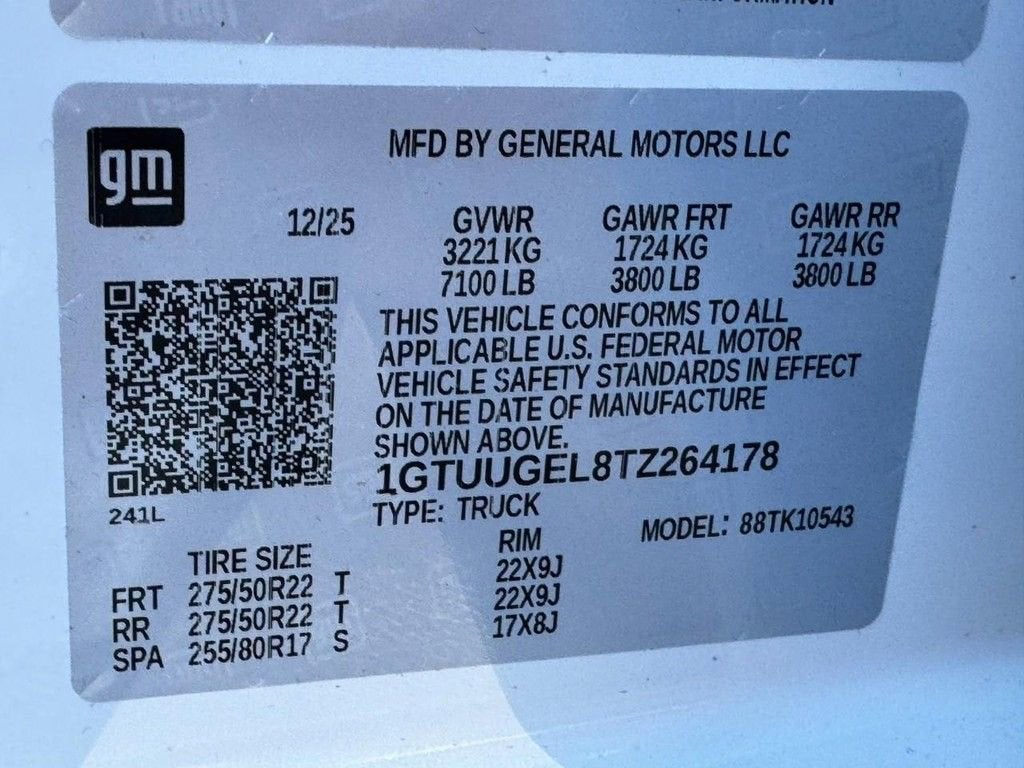 gm
MFD BY GENERAL MOTORS LLC
12/25 GVWR GAWR FRT GAWR RR
3221 KG 1724 KG 1724 KG
7100 LB 3800 LB 3800 LB
THIS VEHICLE CONFORMS TO ALL
APPLICABLE U.S. FEDERAL MOTOR
VEHICLE SAFETY STANDARDS IN EFFECT
ON THE DATE OF MANUFACTURE
SHOWN ABOVE.
1GTUUGEL8TZ264178
241L
TYPE: TRUCK MODEL: 88TK10543
TIRE SIZE RIM
FRT 275/50R22 T 22X9J
RR 275/50R22 T 22X9J
SPA 255/80R17 S 17X8J